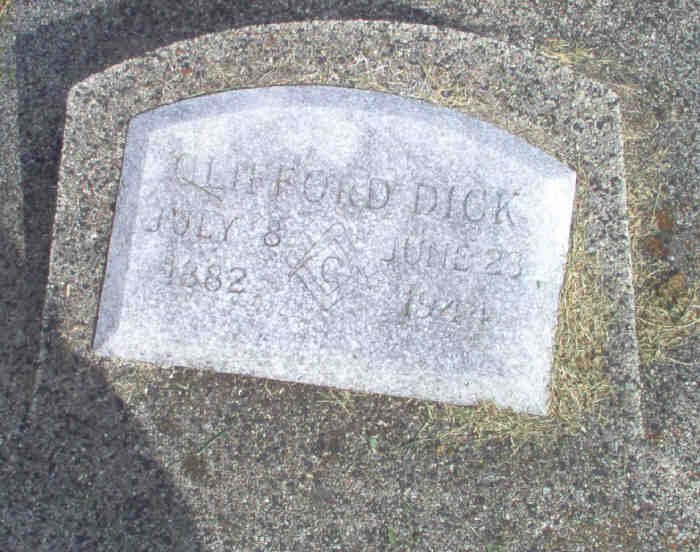 CLIFFORD DICK
JULY 8 JUNE 23
1882 1944
G